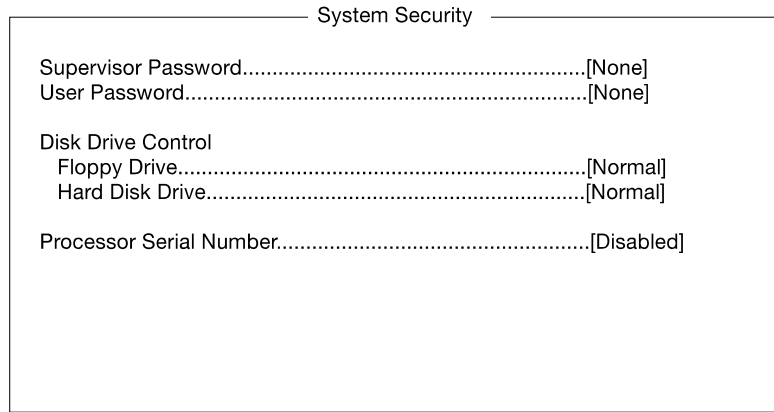 System Security
Supervisor Password..........................................................[None]
User Password....................................................................[None]
Disk Drive Control
Floppy Drive.....................................................................[Normal]
Hard Disk Drive................................................................[Normal]
Processor Serial Number.....................................................[Disabled]